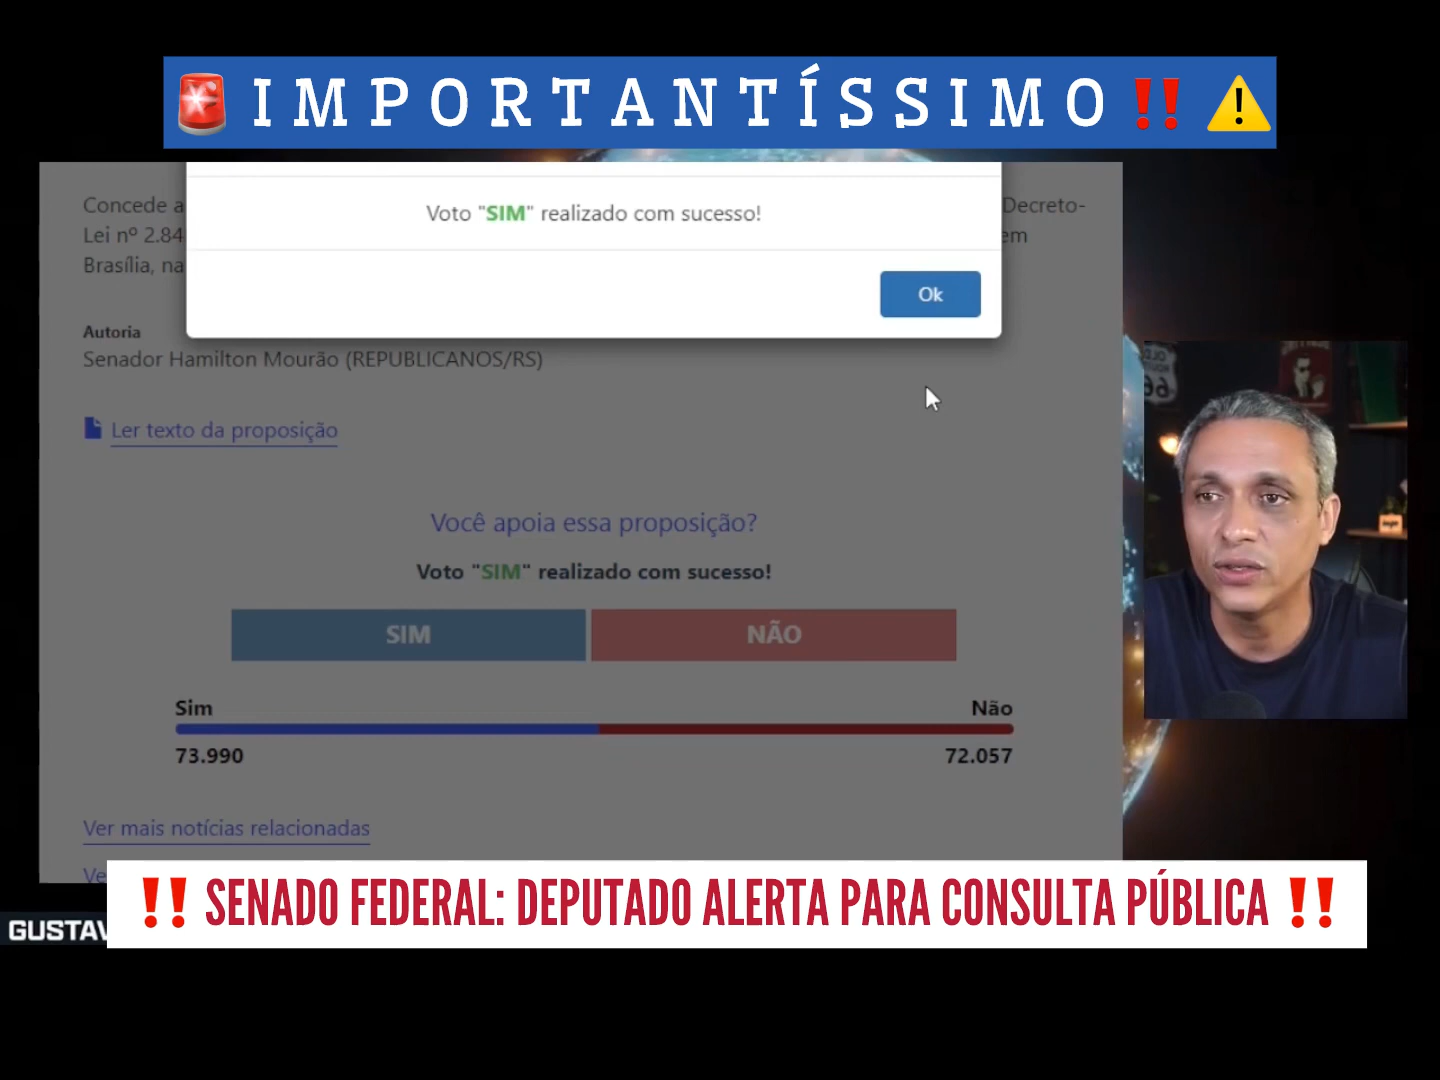 IMPORTANTÍSSIMO‼️
Concede a
Lei nº 2.84
Brasília, na
Decreto-
em
Voto "SIM" realizado com sucesso!
Ok
Autoria
Senador Hamilton Mourão (REPUBLICANOS/RS)
Ler texto da proposição
Você apoia essa proposição?
Voto "SIM" realizado com sucesso!
SIM
NÃO
Sim
Não
73.990
72.057
Ver mais notícias relacionadas
Ve
‼️ SENADO FEDERAL: DEPUTADO ALERTA PARA CONSULTA PÚBLICA ‼️
GUSTAV